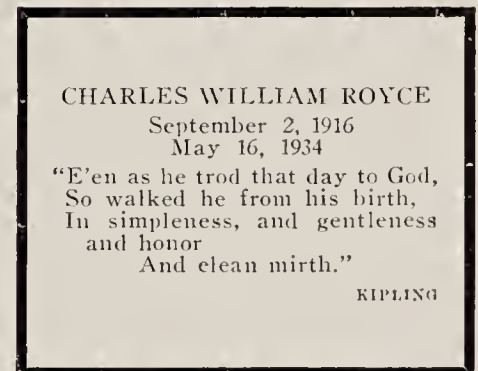 CHARLES WILLIAM ROYCE
September 2, 1916
May 16, 1934
"E'en as he trod that day to God,
So walked he from his birth,
In simpleness, and gentleness
and honor
And clean mirth."
KIPLING